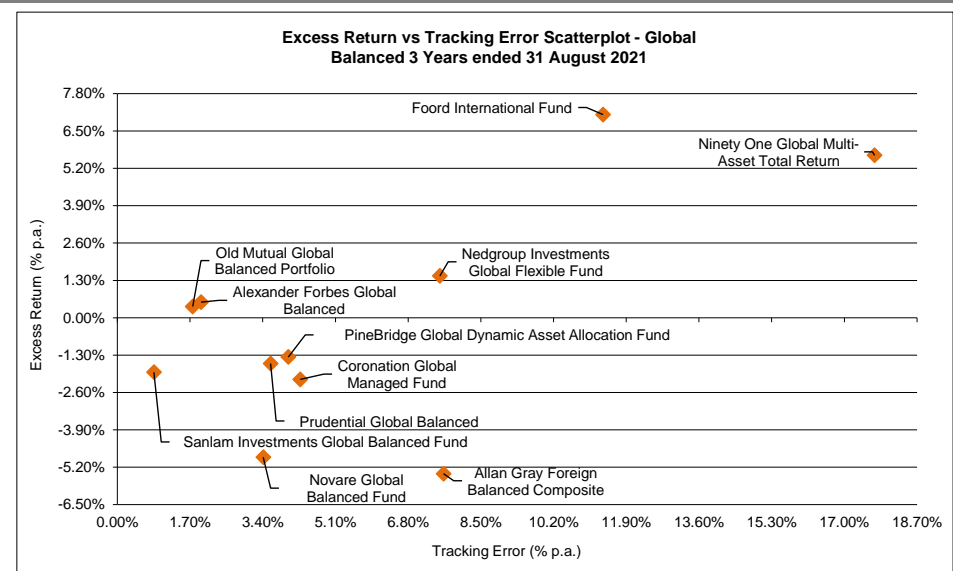 Excess Return vs Tracking Error Scatterplot - Global
Balanced 3 Years ended 31 August 2021
7.80%
6.50%
5.20%
3.90%
2.60%
1.30%
0.00%
-1.30%
-2.60%
-3.90%
-5.20%
-6.50%
Excess Return (% p.a.)
Foord International Fund
Ninety One Global Multi-
Asset Total Return
Old Mutual Global
Balanced Portfolio
Nedgroup Investments
Global Flexible Fund
Alexander Forbes Global
Balanced
PineBridge Global Dynamic Asset Allocation Fund
Coronation Global
Managed Fund
Prudential Global Balanced
Sanlam Investments Global Balanced Fund
Novare Global
Balanced Fund
Allan Gray Foreign
Balanced Composite
0.00% 1.70% 3.40% 5.10% 6.80% 8.50% 10.20% 11.90% 13.60% 15.30% 17.00% 18.70%
Tracking Error (% p.a.)